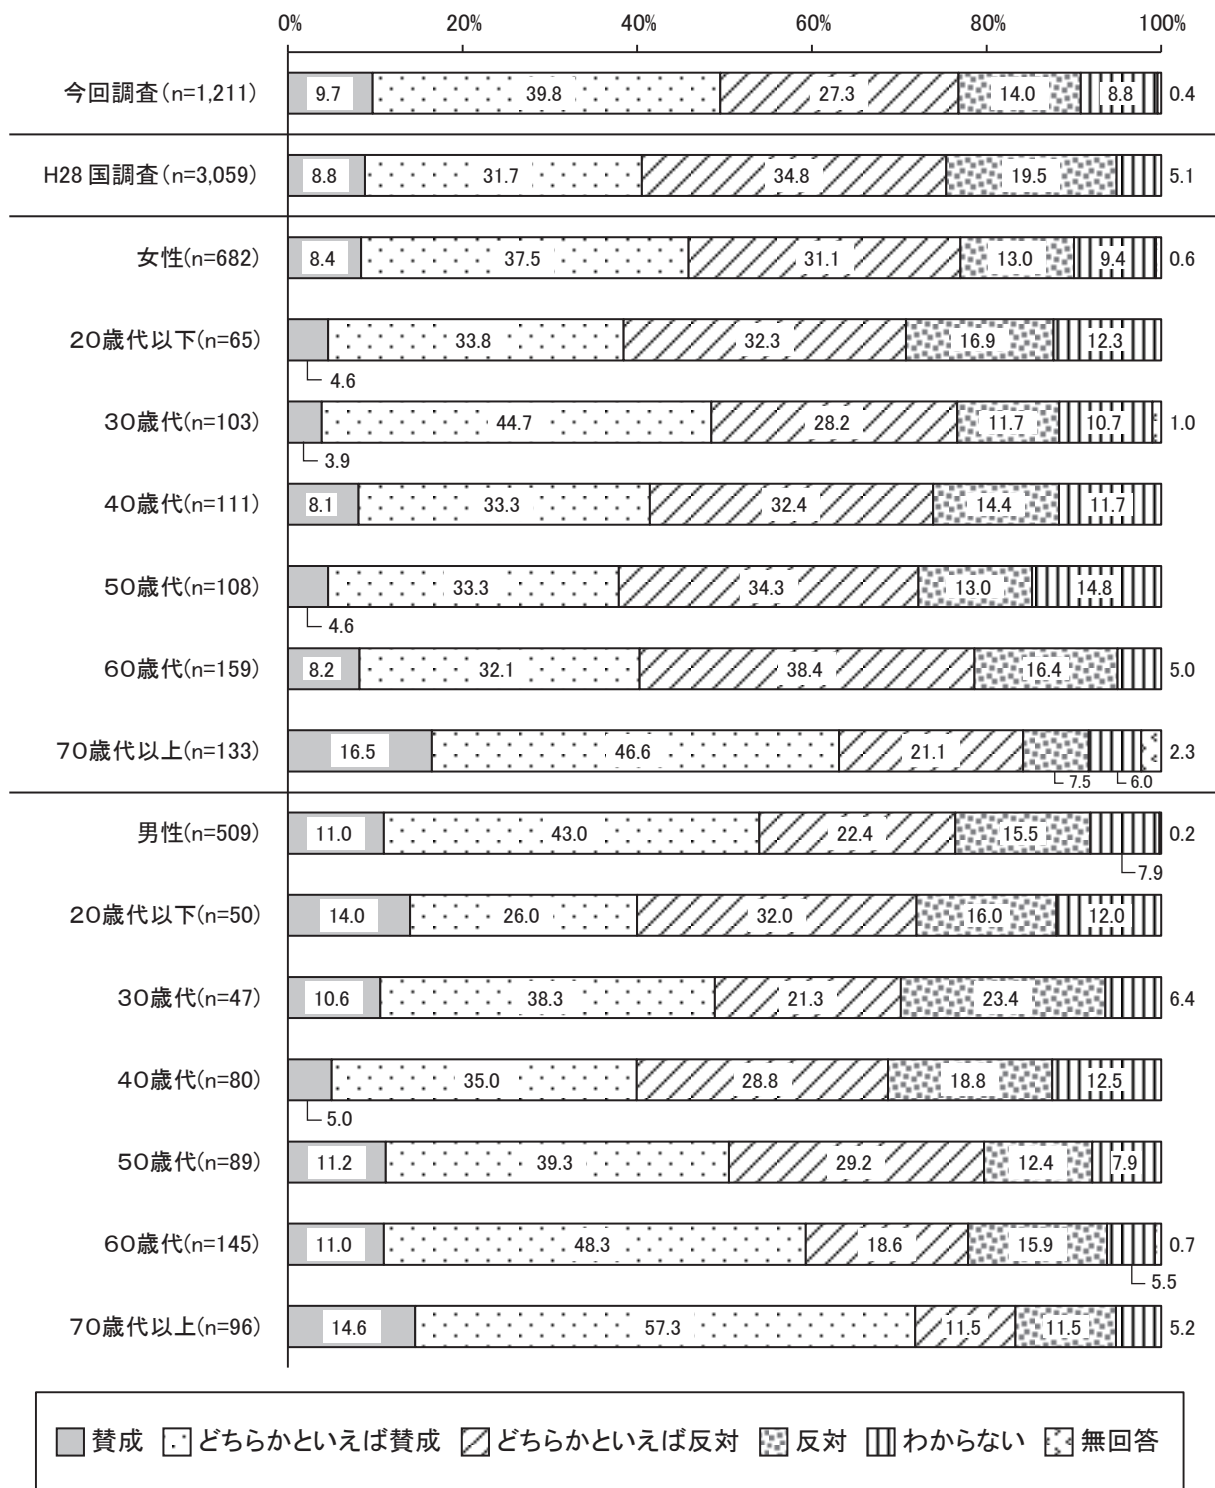 0% 20% 40% 60% 80% 100%
今回調査(n=1,211) 9.7 39.8 27.3 14.0 8.8 0.4
H28 国調査(n=3,059) 8.8 31.7 34.8 19.5 5.1
女性(n=682) 8.4 37.5 31.1 13.0 9.4 0.6
20歳代以下(n=65) 33.8 32.3 16.9 12.3
4.6
30歳代(n=103) 44.7 28.2 11.7 10.7 1.0
3.9
40歳代(n=111) 8.1 33.3 32.4 14.4 11.7
50歳代(n=108) 33.3 34.3 13.0 14.8
4.6
60歳代(n=159) 8.2 32.1 38.4 16.4 5.0
70歳代以上(n=133) 16.5 46.6 21.1 2.3
7.5 6.0
男性(n=509) 11.0 43.0 22.4 15.5 0.2
7.9
20歳代以下(n=50) 14.0 26.0 32.0 16.0 12.0
30歳代(n=47) 10.6 38.3 21.3 23.4 6.4
40歳代(n=80) 35.0 28.8 18.8 12.5
5.0
50歳代(n=89) 11.2 39.3 29.2 12.4 7.9
60歳代(n=145) 11.0 48.3 18.6 15.9 0.7
5.5
70歳代以上(n=96) 14.6 57.3 11.5 11.5 5.2
賛成 どちらかといえば賛成 どちらかといえば反対 反対 わからない 無回答